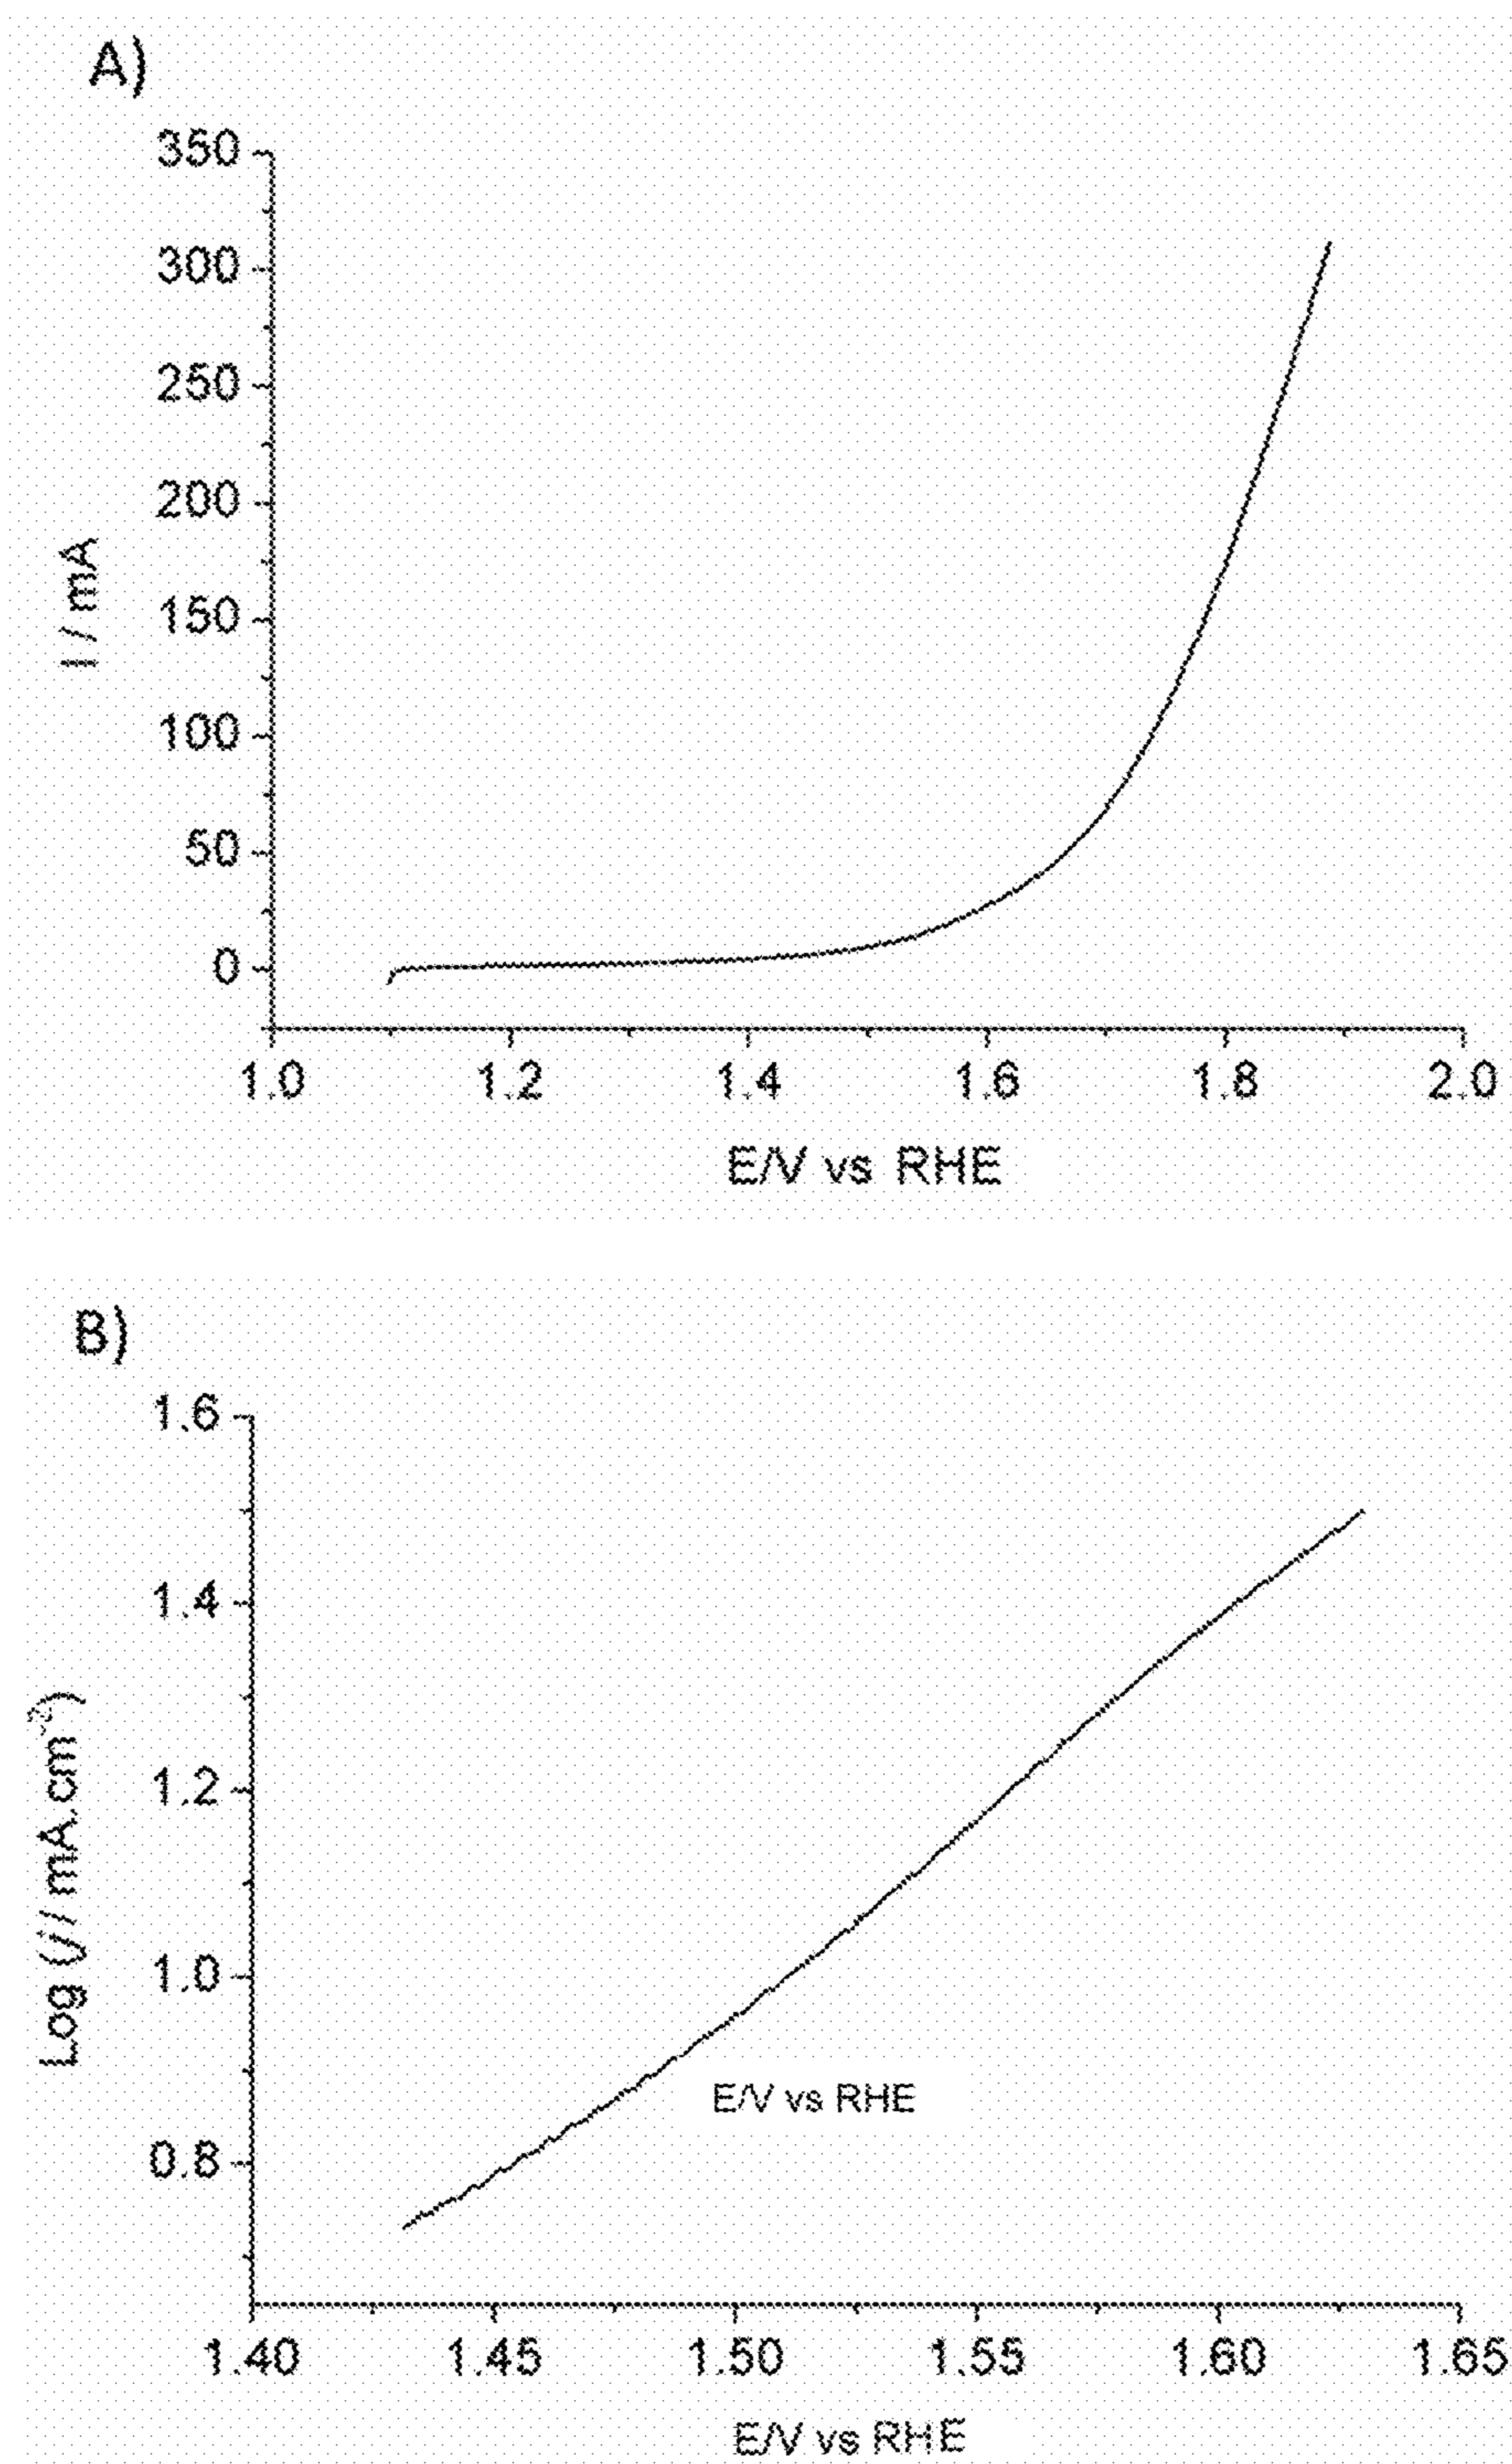 A)
350
300
250
200
150
100
50
0
I / mA
1.0 1.2 1.4 1.6 1.8 2.0
E/V vs RHE
B)
1.6
1.4
1.2
1.0
0.8
Log (j / mA.cm⁻²)
E/V vs RHE
1.40 1.45 1.50 1.55 1.60 1.65
E/V vs RHE